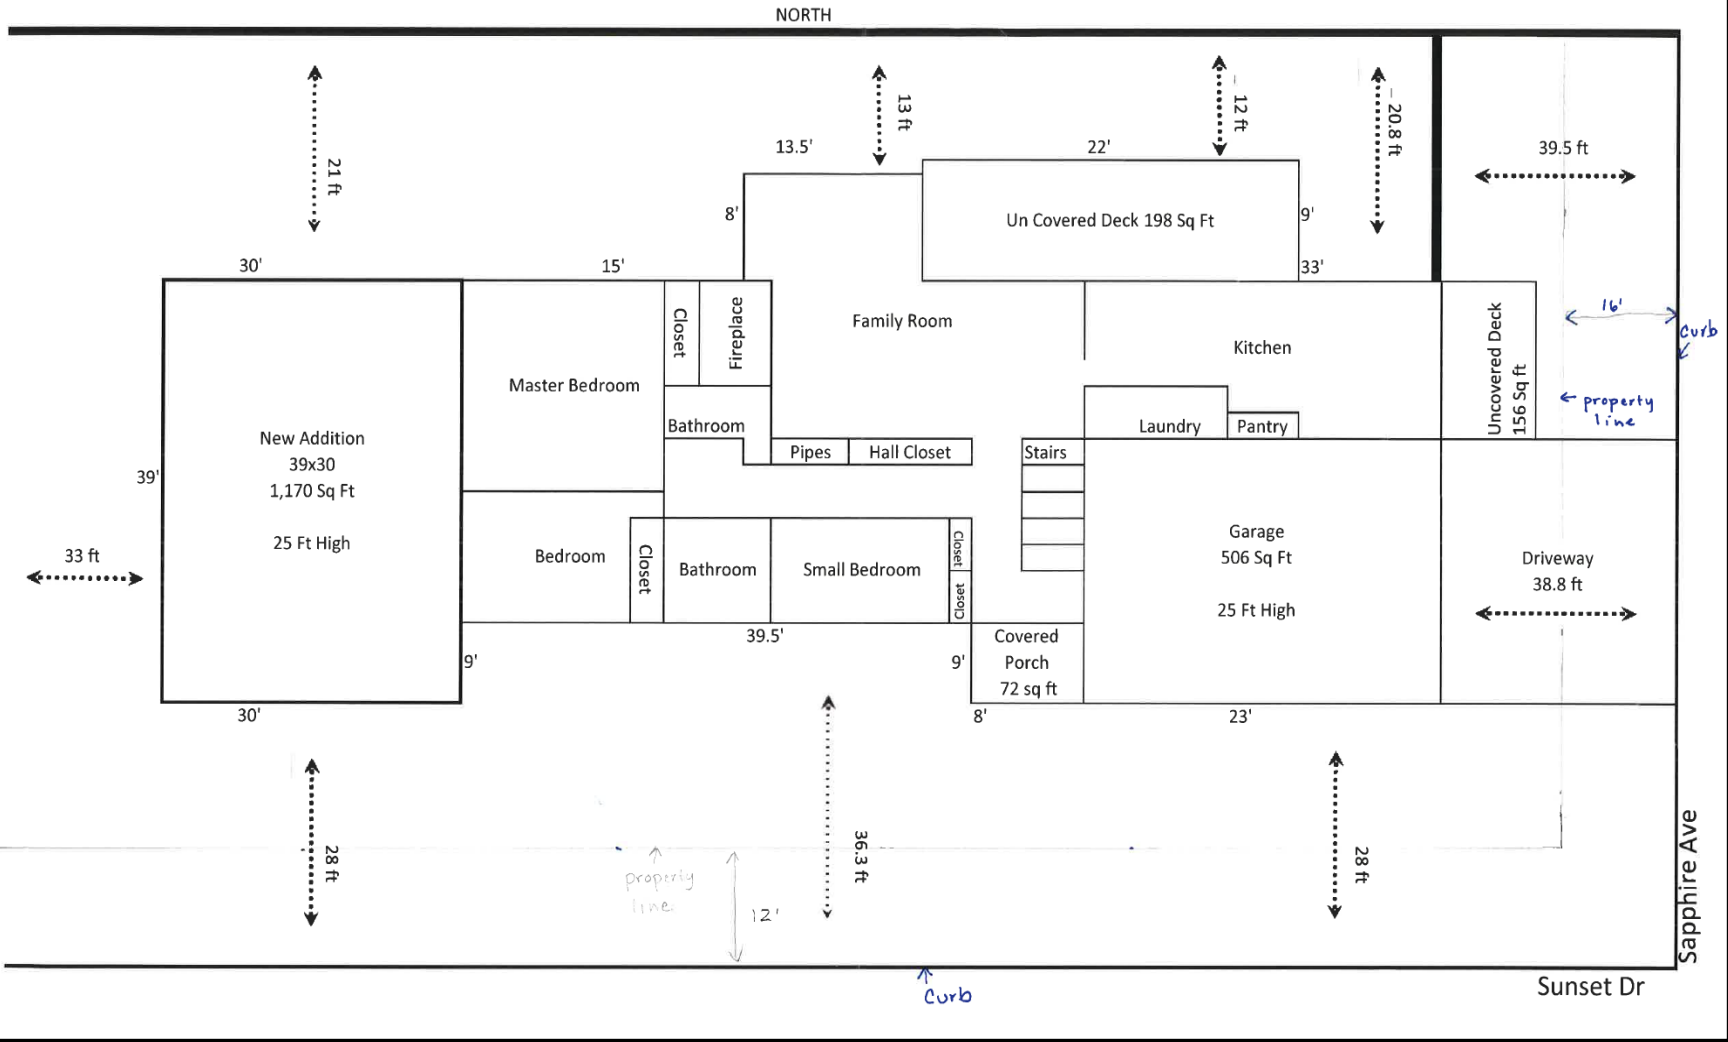 NORTH
21 ft
13 ft
12 ft
20.8 ft
39.5 ft
13.5'
22'
8'
Un Covered Deck 198 Sq Ft
9'
33'
30'
15'
Closet
Fireplace
Family Room
Kitchen
Uncovered Deck
156 Sq ft
16'
Curb
property
line
Master Bedroom
Bathroom
Laundry
Pantry
Pipes
Hall Closet
Stairs
New Addition
39x30
1,170 Sq Ft
25 Ft High
39'
33 ft
Bedroom
Closet
Bathroom
Small Bedroom
Closet
Closet
Garage
506 Sq Ft
25 Ft High
Driveway
38.8 ft
39.5'
9'
9'
Covered
Porch
72 sq ft
30'
8'
23'
28 ft
36.3 ft
28 ft
property
line
12'
Sapphire Ave
Curb
Sunset Dr